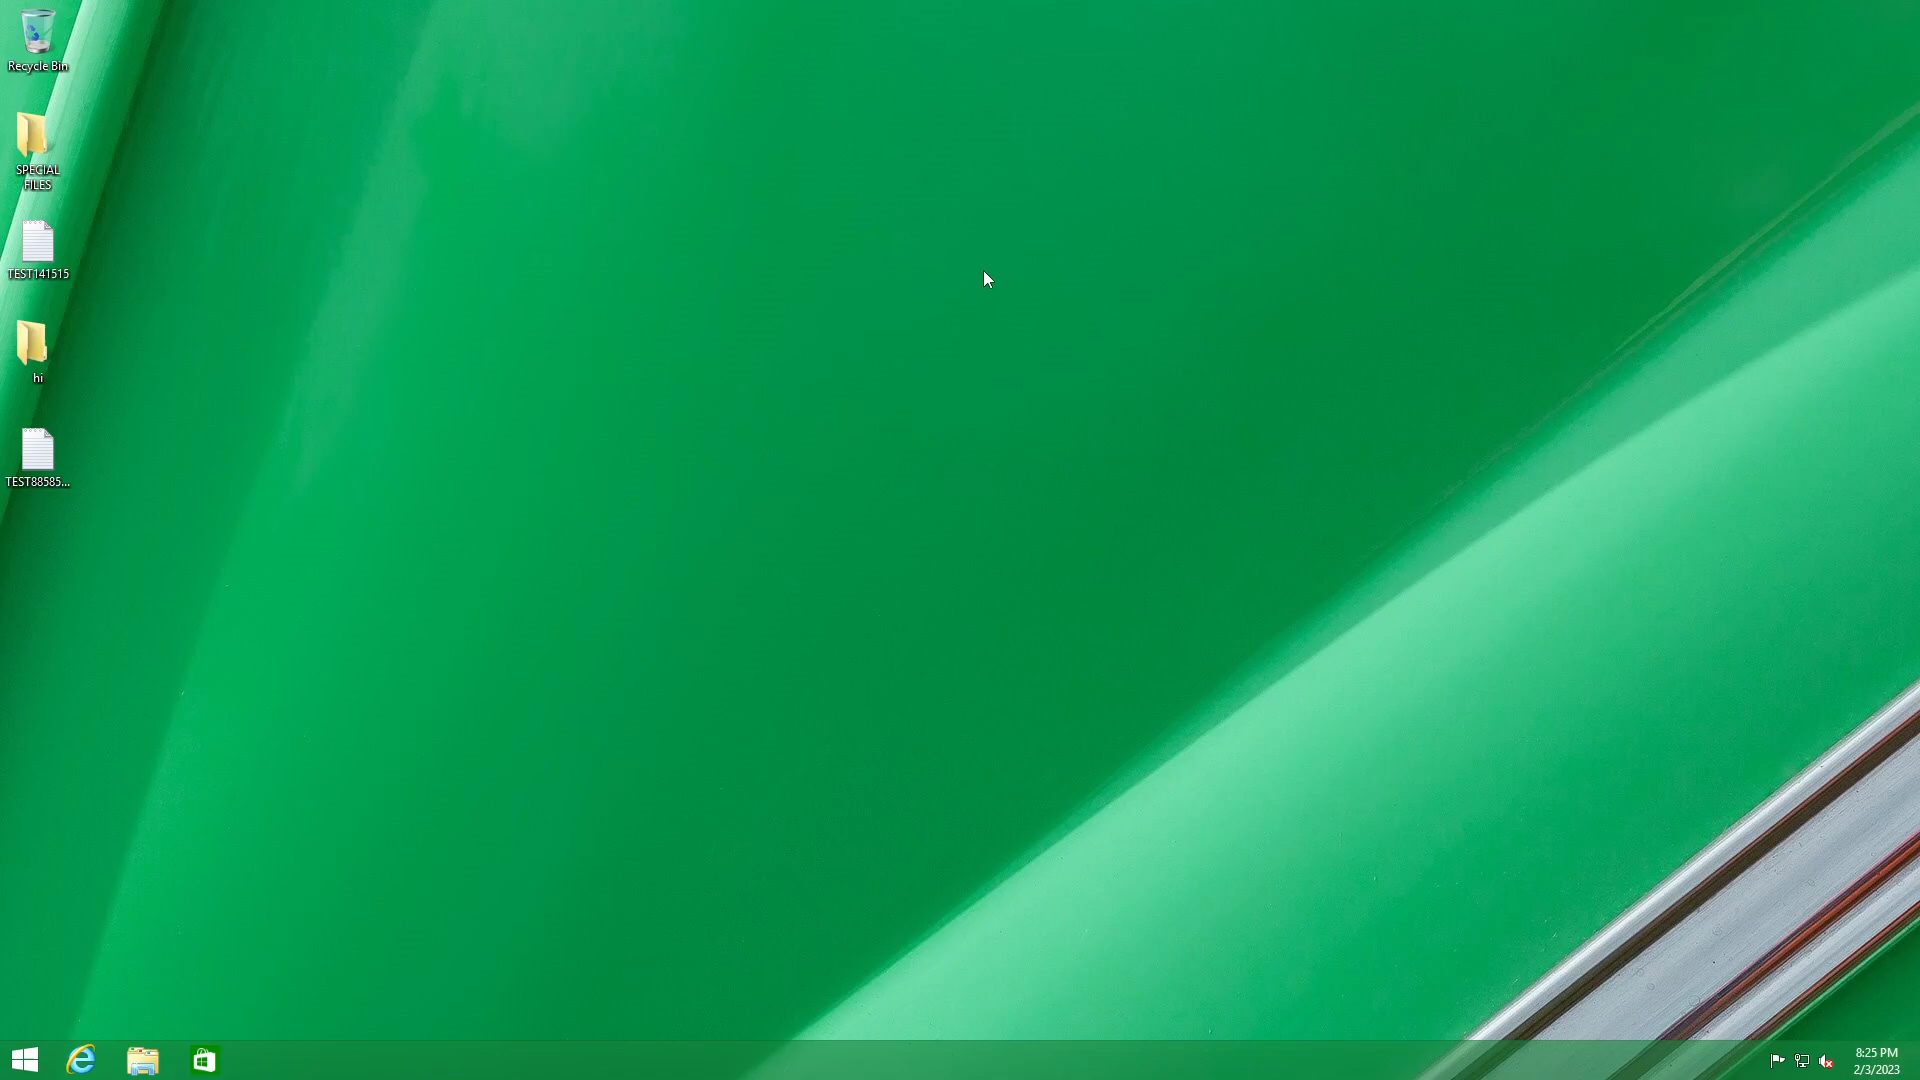 Recycle Bin
SPECIAL
FILES
TEST141515
hi
TEST88585...
8:25 PM
2/3/2023